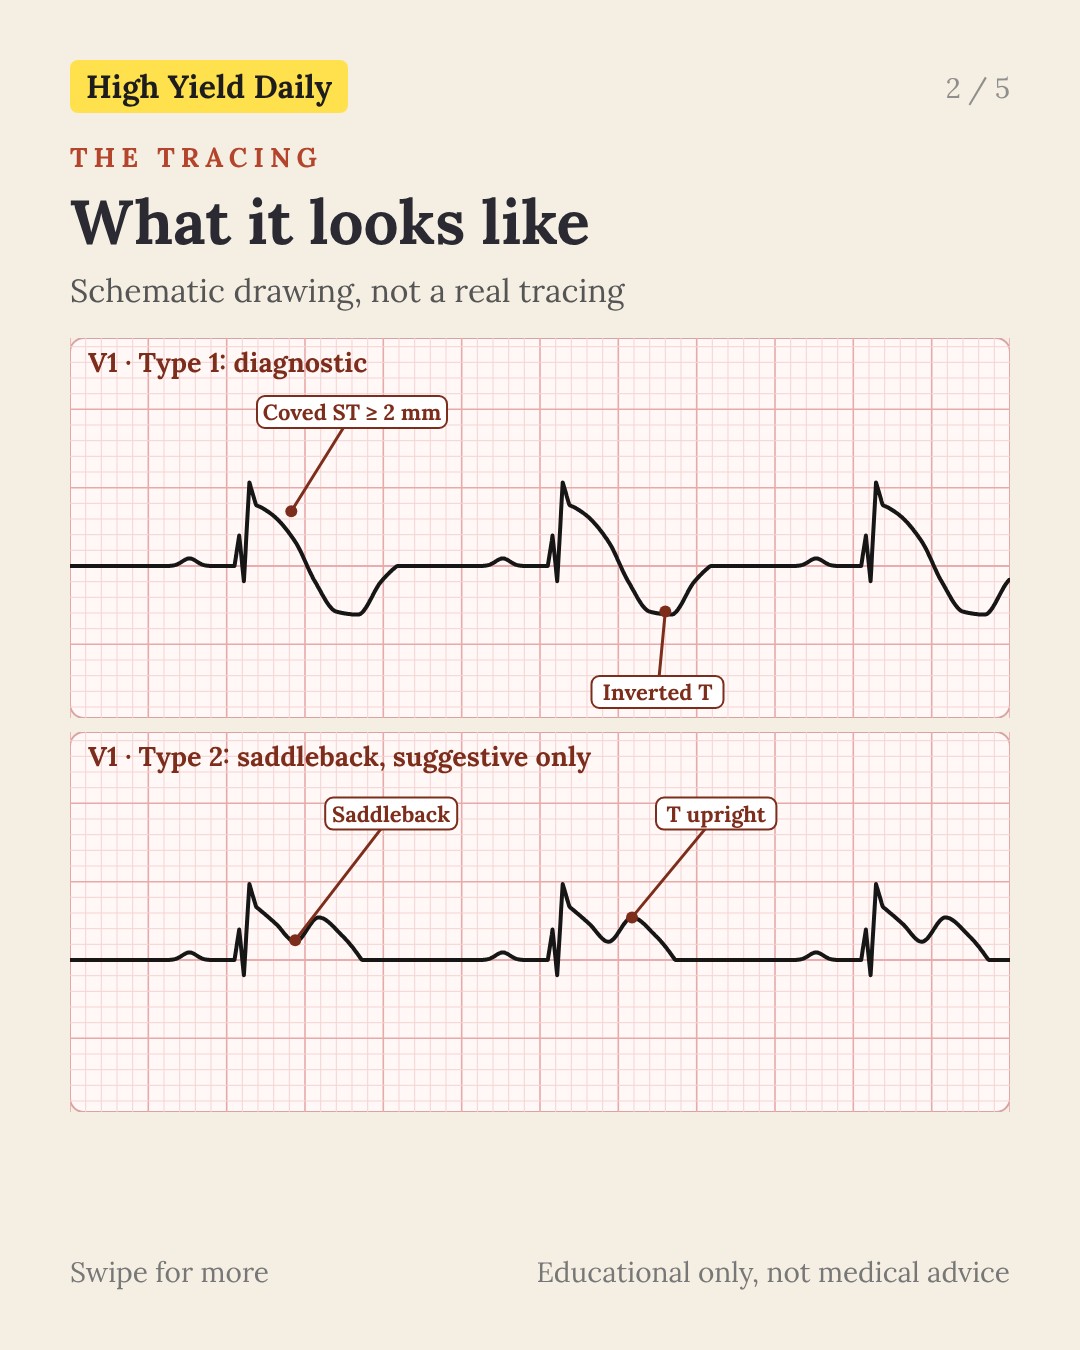 High Yield Daily
2 / 5
THE TRACING
What it looks like
Schematic drawing, not a real tracing
V1 · Type 1: diagnostic
Coved ST ≥ 2 mm
Inverted T
V1 · Type 2: saddleback, suggestive only
Saddleback
T upright
Swipe for more
Educational only, not medical advice